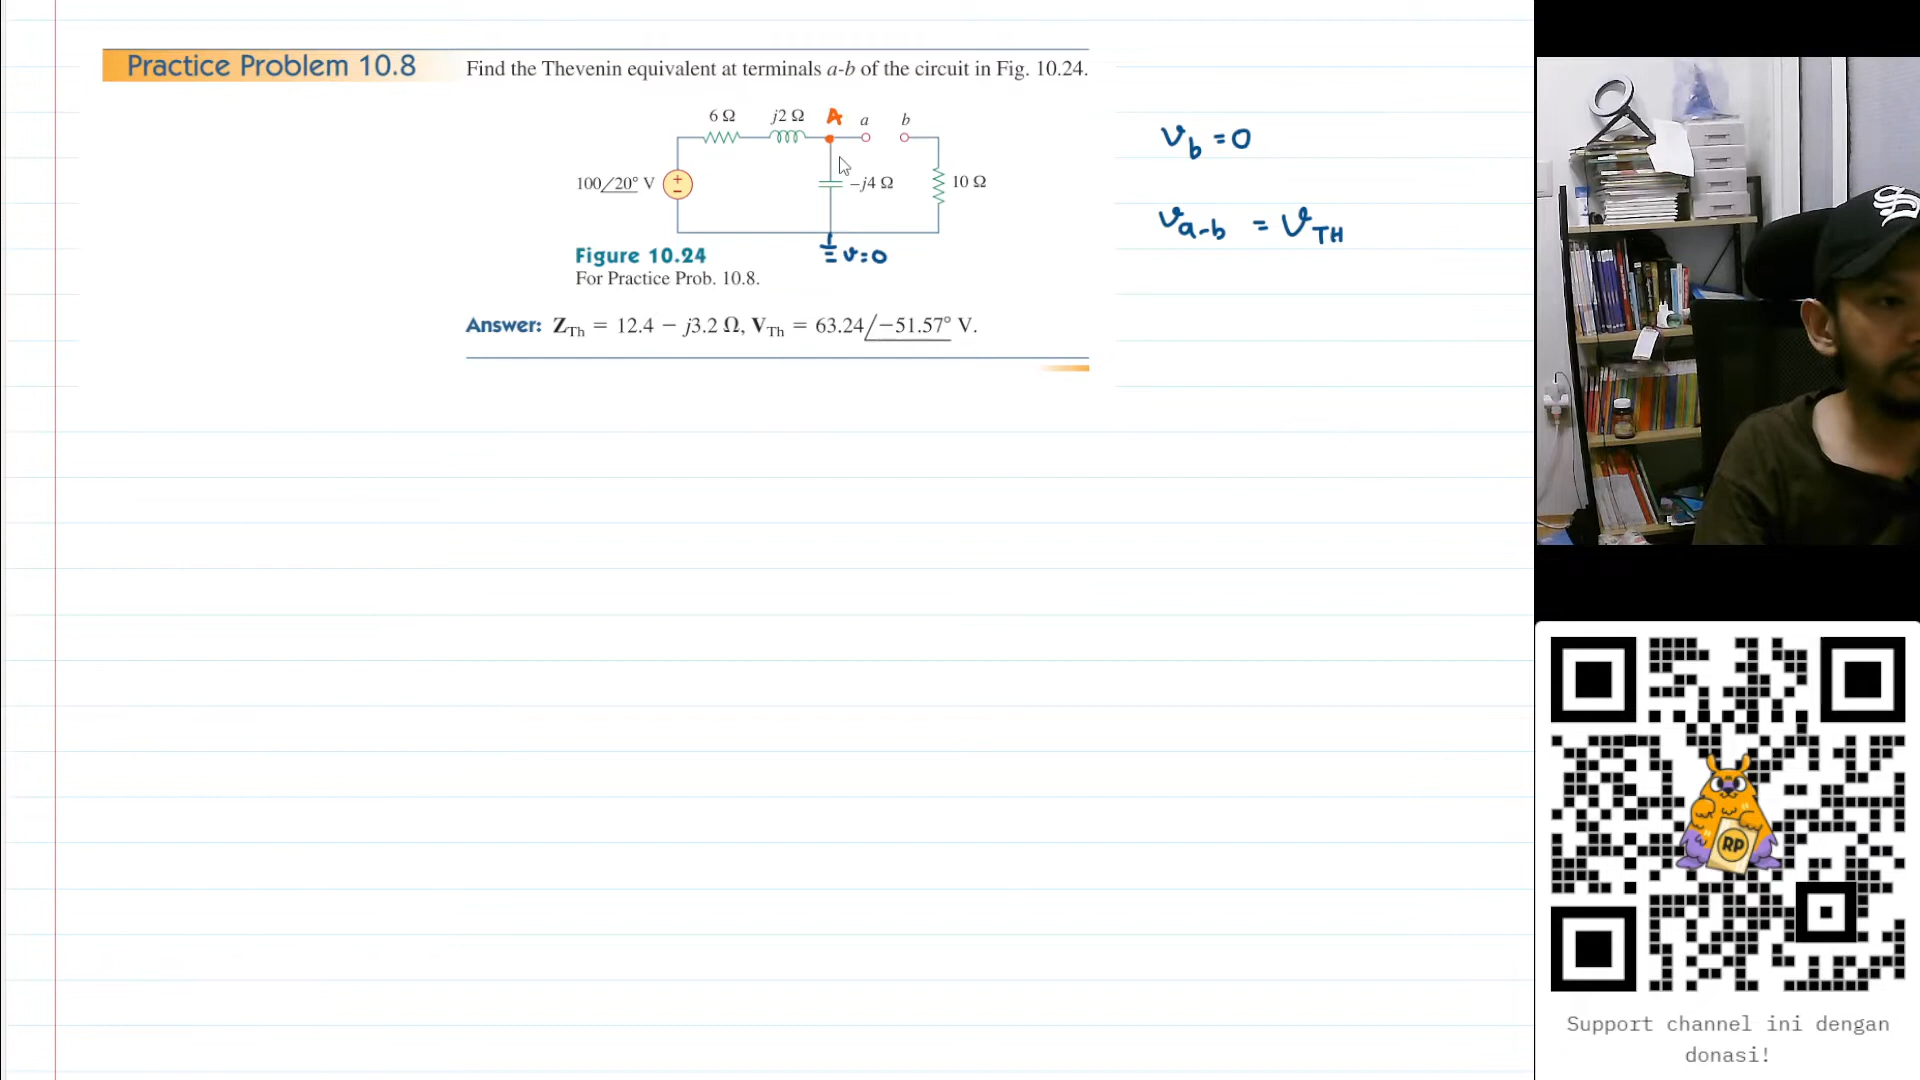 Practice Problem 10.8
Find the Thevenin equivalent at terminals a-b of the circuit in Fig. 10.24.
6 Ω
j2 Ω
A
a
b
100/20° V
+
−
−j4 Ω
10 Ω
v=0
Figure 10.24
For Practice Prob. 10.8.
Answer: Z_Th = 12.4 − j3.2 Ω, V_Th = 63.24/−51.57° V.
V_b = 0
V_a-b = V_TH
S
RP
Support channel ini dengan
donasi!